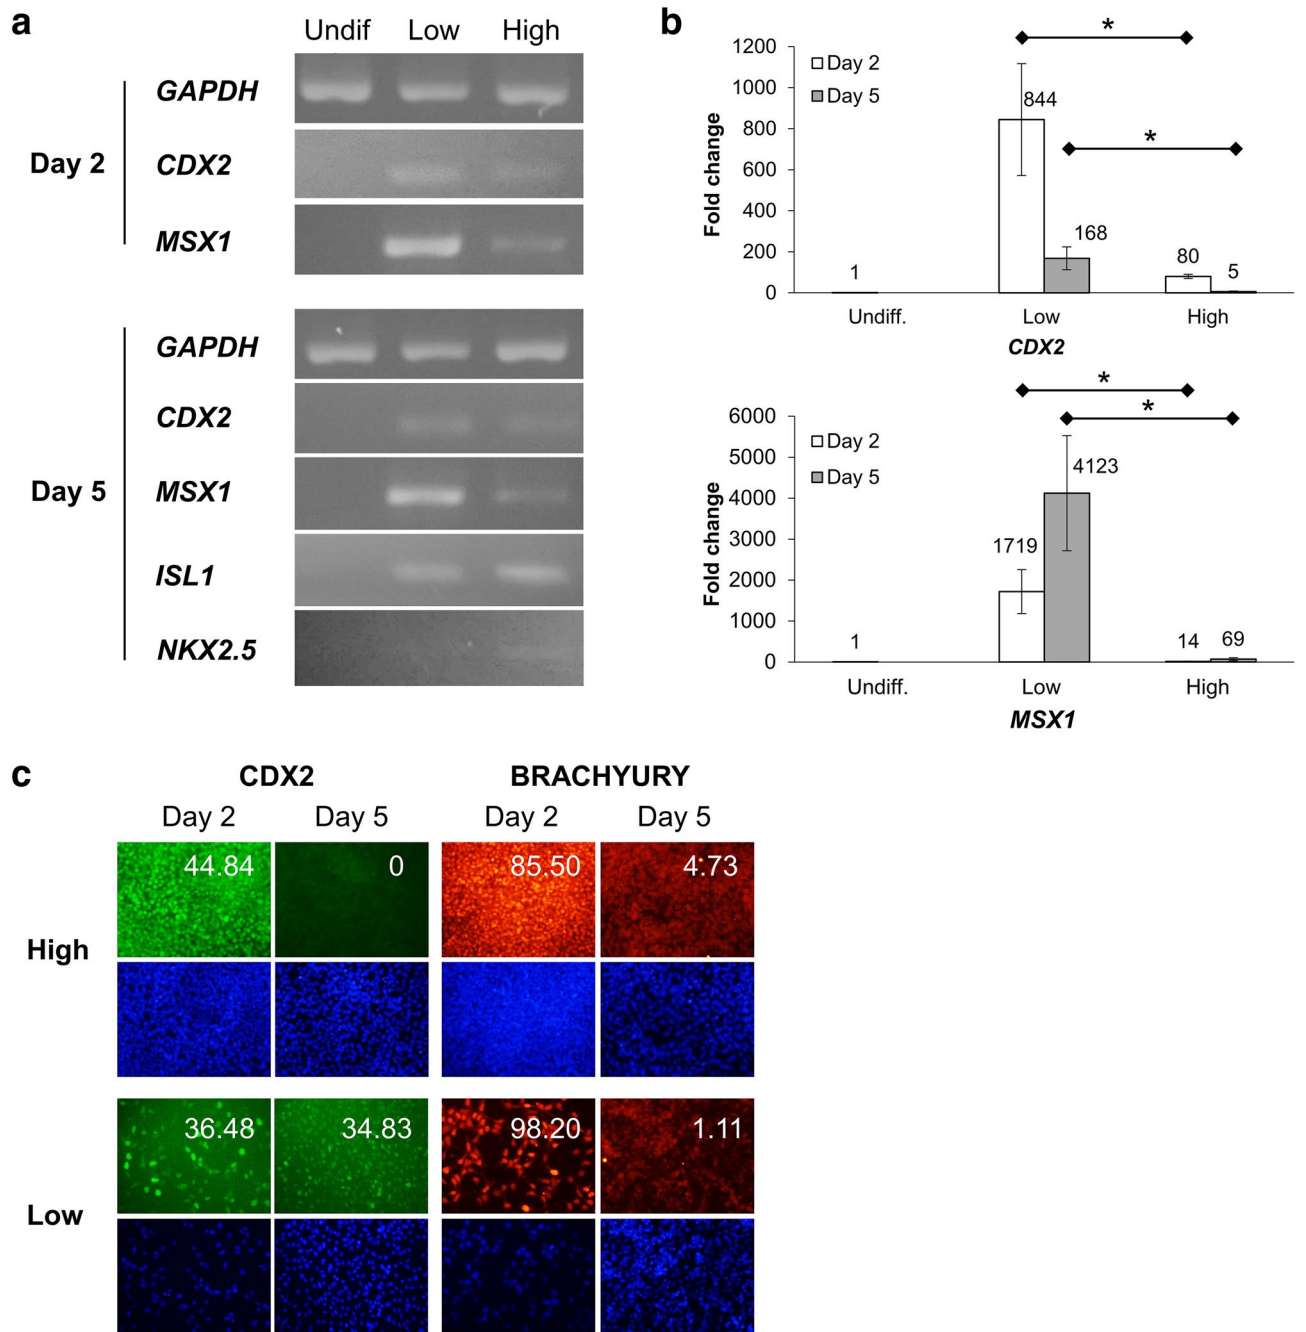 a
Undif Low High
Day 2
GAPDH
CDX2
MSX1
Day 5
GAPDH
CDX2
MSX1
ISL1
NKX2.5
b
*
1200
1000
800
600
400
200
0
Fold change
Day 2
Day 5
*
1
844
168
80
5
Undiff. Low High
CDX2
*
*
6000
5000
4000
3000
2000
1000
0
Fold change
Day 2
Day 5
1
1719
4123
14
69
Undiff. Low High
MSX1
c
CDX2 BRACHYURY
Day 2 Day 5 Day 2 Day 5
High
44.84 0 85.50 4.73
Low
36.48 34.83 98.20 1.11